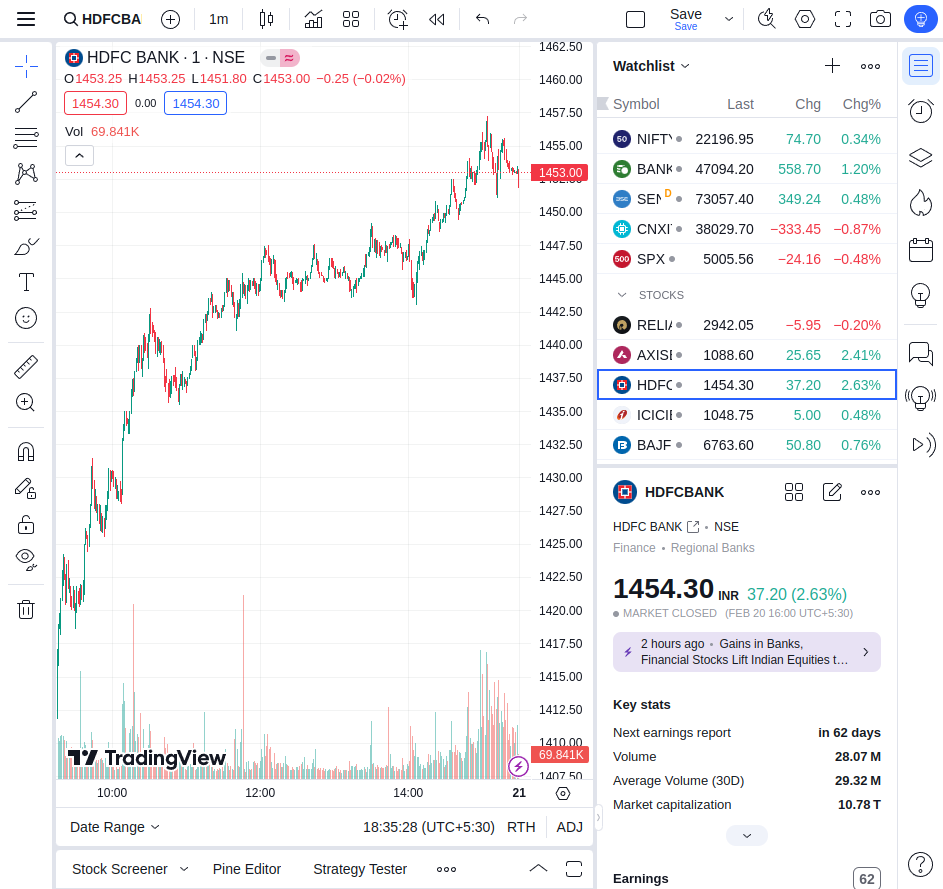 HDFCBA
1m
Save
Save
HDFC BANK · 1 · NSE
O1453.25 H1453.25 L1451.80 C1453.00 −0.25 (−0.02%)
1454.30 0.00 1454.30
Vol 69.841K
1462.50
1460.00
1457.50
1455.00
1453.00
1450.00
1447.50
1445.00
1442.50
1440.00
1437.50
1435.00
1432.50
1430.00
1427.50
1425.00
1422.50
1420.00
1417.50
1415.00
1412.50
1410.00
69.841K
1407.50
TradingView
10:00 12:00 14:00 21
Date Range 18:35:28 (UTC+5:30) RTH ADJ
Stock Screener Pine Editor Strategy Tester
Watchlist
Symbol Last Chg Chg%
50 NIFTY 22196.95 74.70 0.34%
BANK 47094.20 558.70 1.20%
SEN D 73057.40 349.24 0.48%
CNXI 38029.70 −333.45 −0.87%
500 SPX 5005.56 −24.16 −0.48%
STOCKS
RELIA 2942.05 −5.95 −0.20%
AXISE 1088.60 25.65 2.41%
HDFC 1454.30 37.20 2.63%
ICICIE 1048.75 5.00 0.48%
BAJF 6763.60 50.80 0.76%
HDFCBANK
HDFC BANK • NSE
Finance • Regional Banks
1454.30 INR 37.20 (2.63%)
MARKET CLOSED (FEB 20 16:00 UTC+5:30)
2 hours ago • Gains in Banks,
Financial Stocks Lift Indian Equities t…
Key stats
Next earnings report in 62 days
Volume 28.07 M
Average Volume (30D) 29.32 M
Market capitalization 10.78 T
Earnings 62